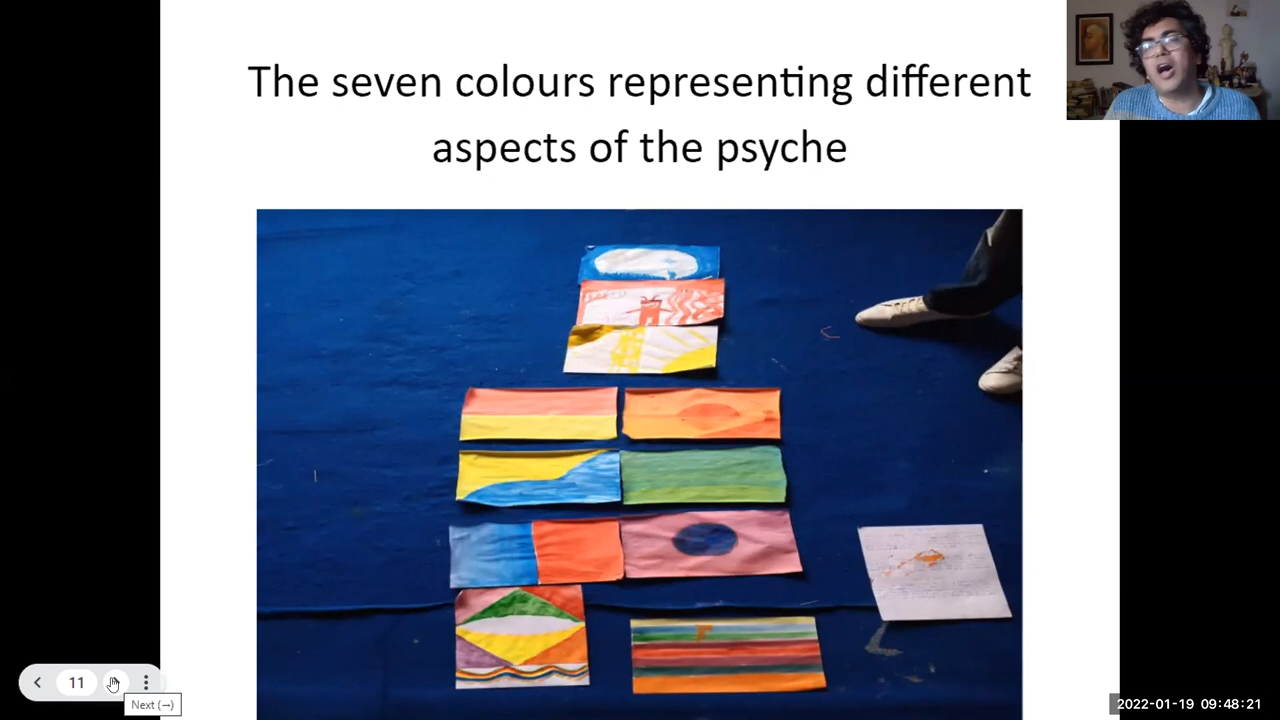 The seven colours representing different
aspects of the psyche
11
Next (→)
2022-01-19 09:48:21